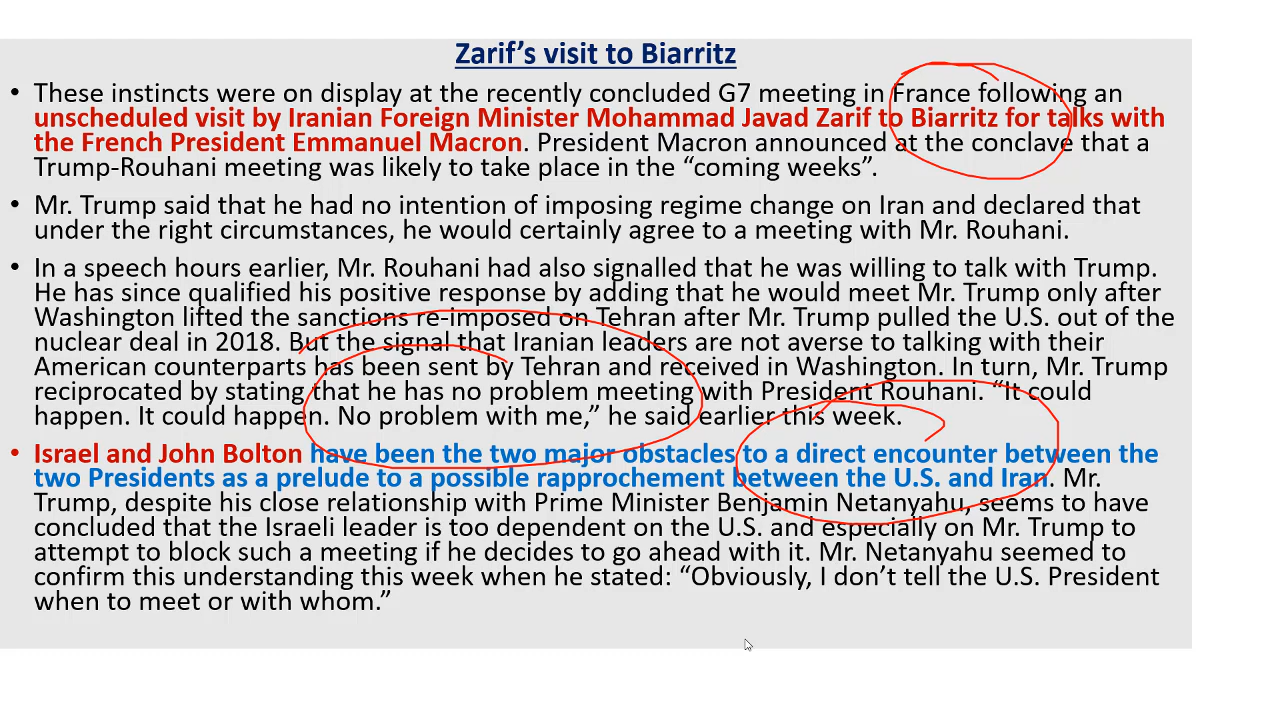 Zarif’s visit to Biarritz
• These instincts were on display at the recently concluded G7 meeting in France following an
unscheduled visit by Iranian Foreign Minister Mohammad Javad Zarif to Biarritz for talks with
the French President Emmanuel Macron. President Macron announced at the conclave that a
Trump-Rouhani meeting was likely to take place in the “coming weeks”.
• Mr. Trump said that he had no intention of imposing regime change on Iran and declared that
under the right circumstances, he would certainly agree to a meeting with Mr. Rouhani.
• In a speech hours earlier, Mr. Rouhani had also signalled that he was willing to talk with Trump.
He has since qualified his positive response by adding that he would meet Mr. Trump only after
Washington lifted the sanctions re-imposed on Tehran after Mr. Trump pulled the U.S. out of the
nuclear deal in 2018. But the signal that Iranian leaders are not averse to talking with their
American counterparts has been sent by Tehran and received in Washington. In turn, Mr. Trump
reciprocated by stating that he has no problem meeting with President Rouhani. “It could
happen. It could happen. No problem with me,” he said earlier this week.
• Israel and John Bolton have been the two major obstacles to a direct encounter between the
two Presidents as a prelude to a possible rapprochement between the U.S. and Iran. Mr.
Trump, despite his close relationship with Prime Minister Benjamin Netanyahu, seems to have
concluded that the Israeli leader is too dependent on the U.S. and especially on Mr. Trump to
attempt to block such a meeting if he decides to go ahead with it. Mr. Netanyahu seemed to
confirm this understanding this week when he stated: “Obviously, I don’t tell the U.S. President
when to meet or with whom.”